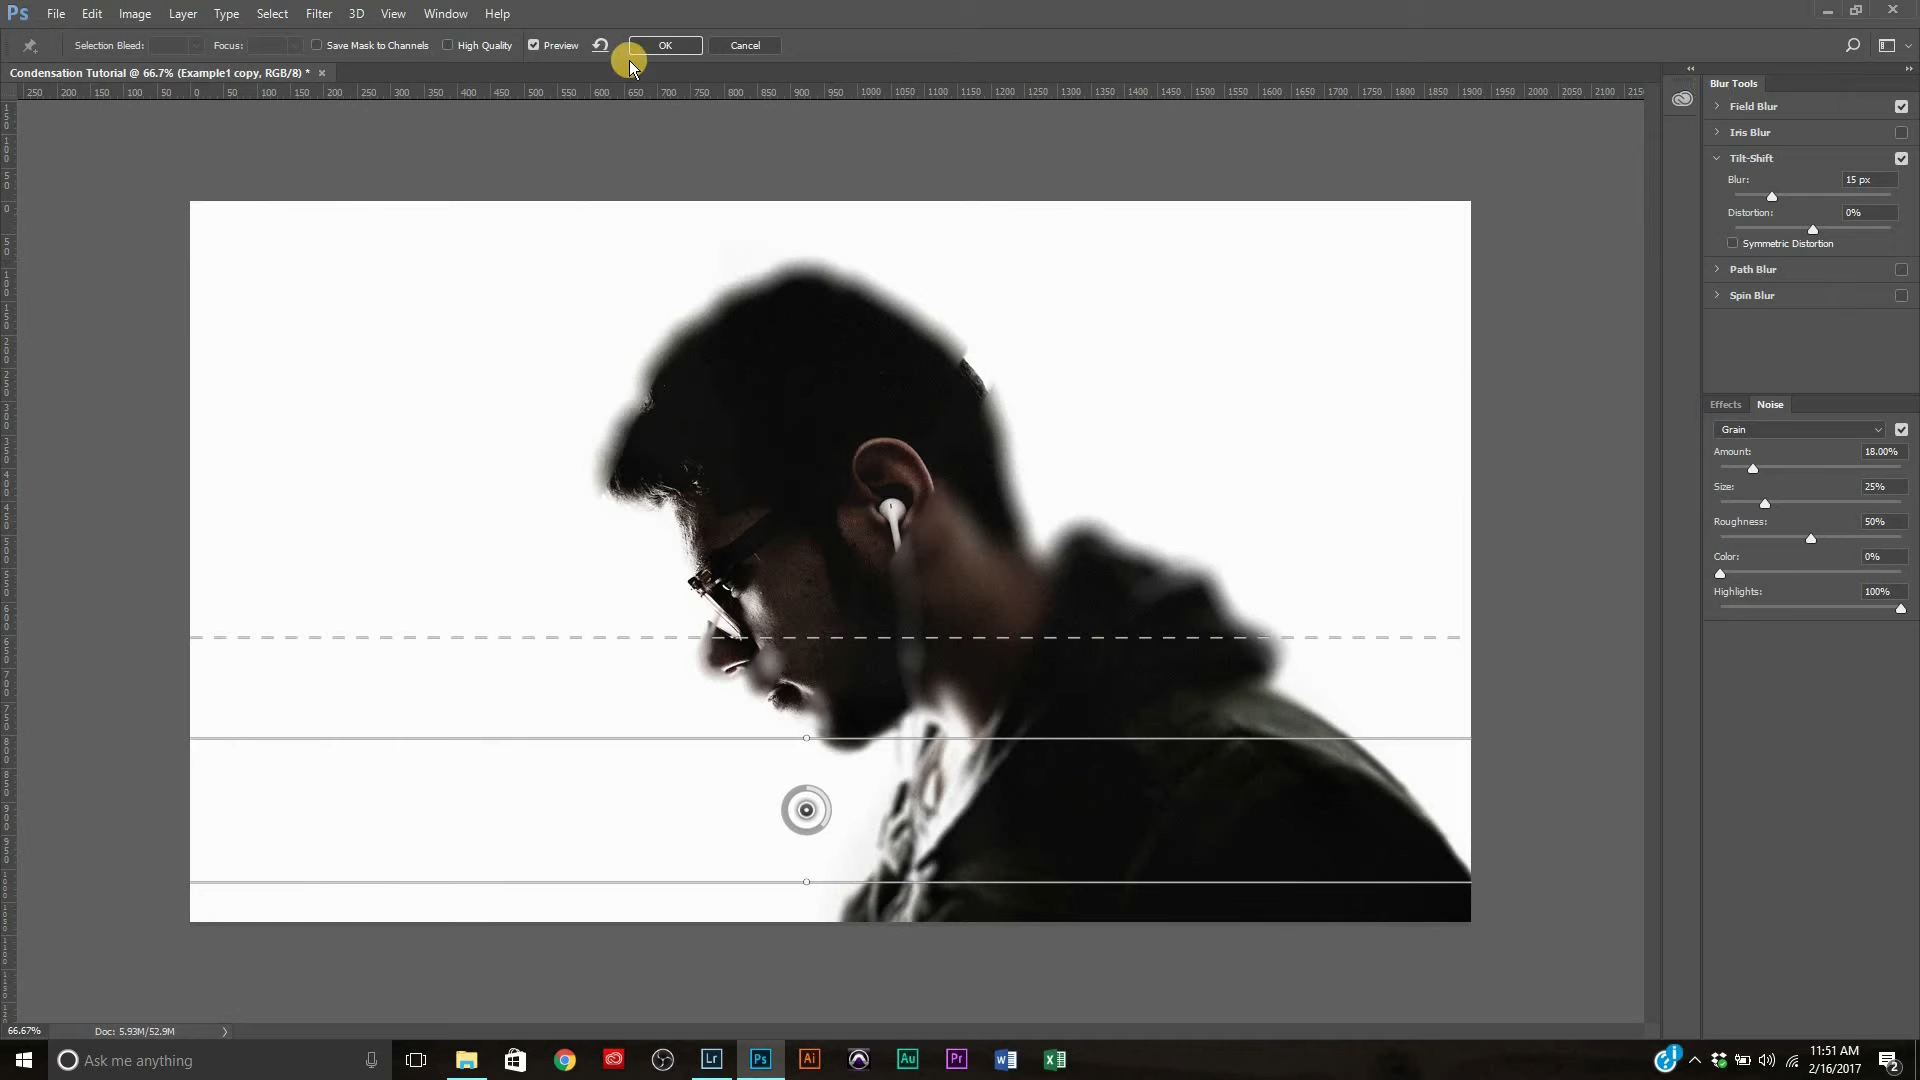 Ps File Edit Image Layer Type Select Filter 3D View Window Help
Selection Bleed: Focus: Save Mask to Channels High Quality Preview OK Cancel
Condensation Tutorial @ 66.7% (Example1 copy, RGB/8) * ×
250 200 150 100 50 0 50 100 150 200 250 300 350 400 450 500 550 600 650 700 750 800 850 900 950 1000 1050 1100 1150 1200 1250 1300 1350 1400 1450 1500 1550 1600 1650 1700 1750 1800 1850 1900 1950 2000 2050 2100
Blur Tools
Field Blur
Iris Blur
Tilt-Shift
Blur: 15 px
Distortion: 0%
Symmetric Distortion
Path Blur
Spin Blur
Effects Noise
Grain
Amount: 18.00%
Size: 25%
Roughness: 50%
Color: 0%
Highlights: 100%
66.67% Doc: 5.93M/52.9M
Ask me anything
Lr Ps Ai Au Pr
11:51 AM
2/16/2017
2